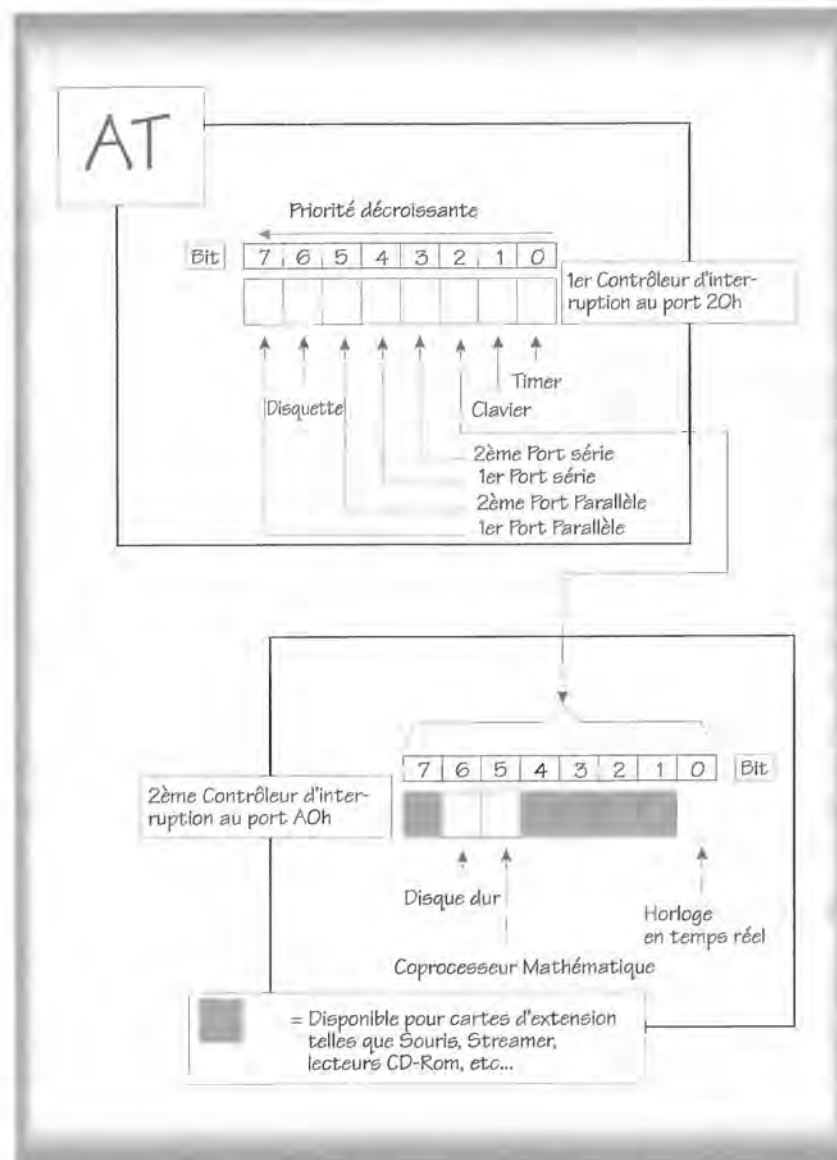 AT
Priorité décroissante
Bit 7 6 5 4 3 2 1 0
1er Contrôleur d'inter-
ruption au port 20h
Timer
Disquette
Clavier
2ème Port série
1er Port série
2ème Port Parallèle
1er Port Parallèle
7 6 5 4 3 2 1 0 Bit
2ème Contrôleur d'inter-
ruption au port A0h
Disque dur
Horloge
en temps réel
Coprocesseur Mathématique
= Disponible pour cartes d'extension
telles que Souris, Streamer,
lecteurs CD-Rom, etc...